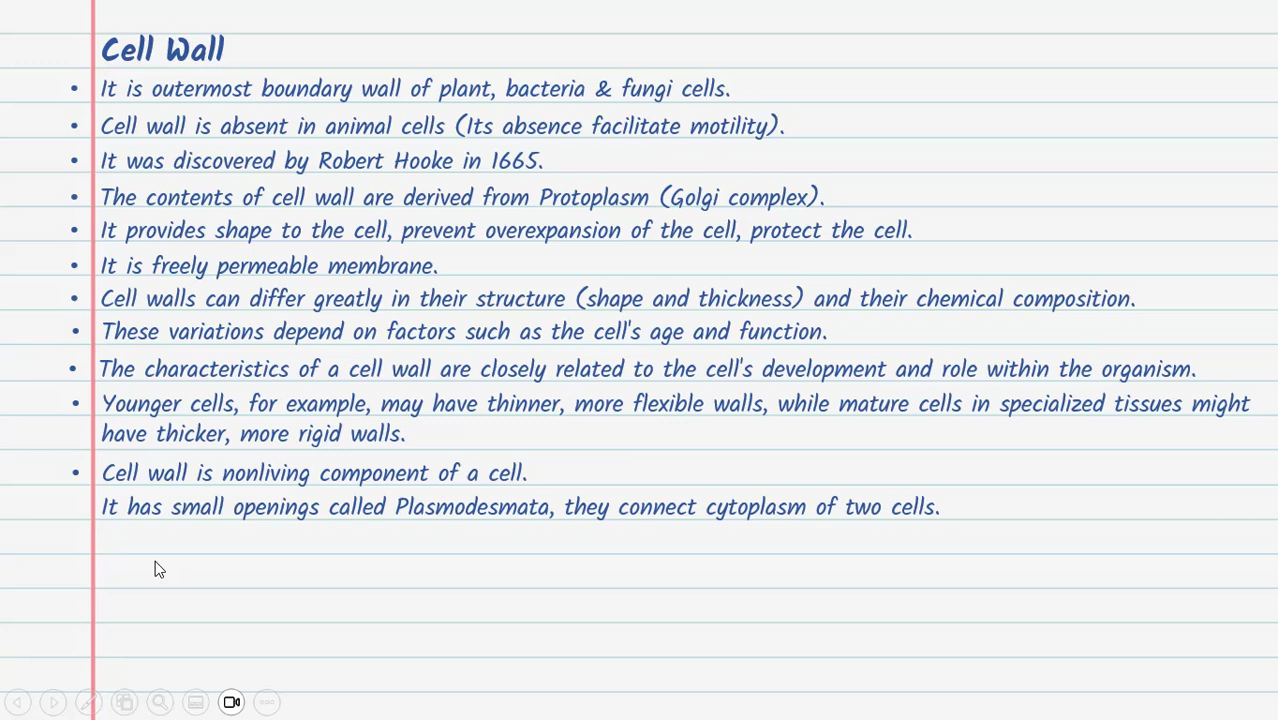 Cell Wall
• It is outermost boundary wall of plant, bacteria & fungi cells.
• Cell wall is absent in animal cells (Its absence facilitate motility).
• It was discovered by Robert Hooke in 1665.
• The contents of cell wall are derived from Protoplasm (Golgi complex).
• It provides shape to the cell, prevent overexpansion of the cell, protect the cell.
• It is freely permeable membrane.
• Cell walls can differ greatly in their structure (shape and thickness) and their chemical composition.
• These variations depend on factors such as the cell's age and function.
• The characteristics of a cell wall are closely related to the cell's development and role within the organism.
• Younger cells, for example, may have thinner, more flexible walls, while mature cells in specialized tissues might
have thicker, more rigid walls.
• Cell wall is nonliving component of a cell.
It has small openings called Plasmodesmata, they connect cytoplasm of two cells.